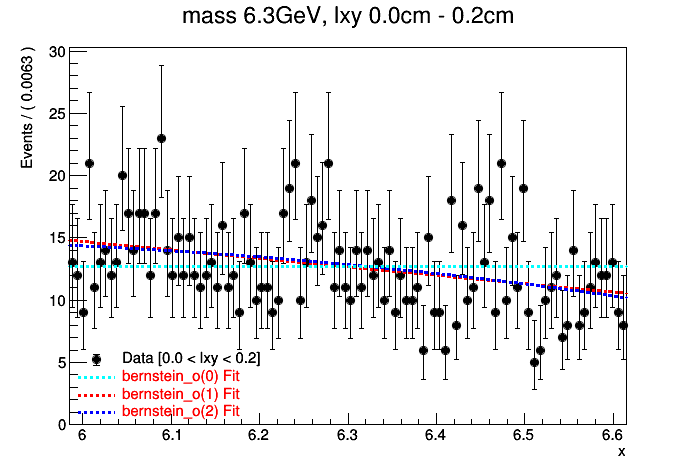 mass 6.3GeV, lxy 0.0cm - 0.2cm
Events / ( 0.0063 )
30
25
20
15
10
5
0
Data [0.0 < lxy < 0.2]
bernstein_o(0) Fit
bernstein_o(1) Fit
bernstein_o(2) Fit
6 6.1 6.2 6.3 6.4 6.5 6.6
x